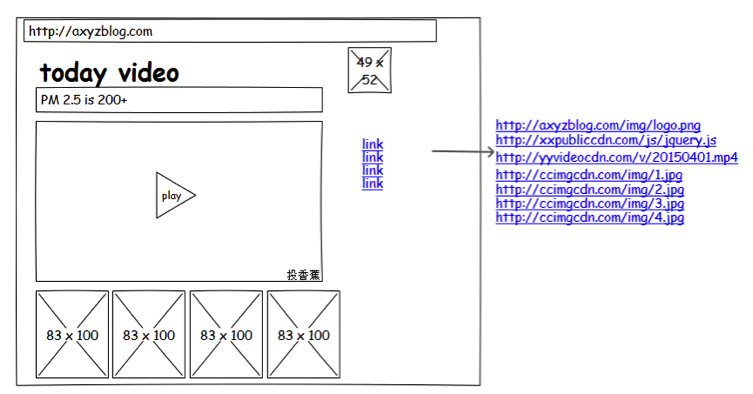 http://axyzblog.com
today video
49 x
52
PM 2.5 is 200+
play
投香蕉
link
link
link
link
http://axyzblog.com/img/logo.png
http://xxpubliccdn.com/js/jquery.js
http://yyvideocdn.com/v/20150401.mp4
http://ccimgcdn.com/img/1.jpg
http://ccimgcdn.com/img/2.jpg
http://ccimgcdn.com/img/3.jpg
http://ccimgcdn.com/img/4.jpg
83 x 100
83 x 100
83 x 100
83 x 100